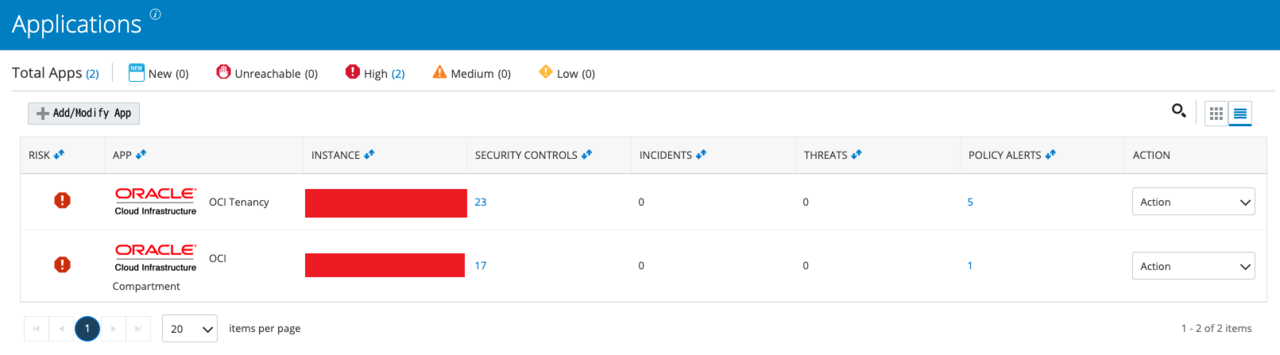 Applications i
Total Apps (2) NEW New (0) Unreachable (0) High (2) Medium (0) Low (0)
Add/Modify App
RISK APP INSTANCE SECURITY CONTROLS INCIDENTS THREATS POLICY ALERTS ACTION
ORACLE Cloud Infrastructure OCI Tenancy 23 0 0 5 Action
ORACLE Cloud Infrastructure OCI Compartment 17 0 0 1 Action
1 20 items per page 1 - 2 of 2 items